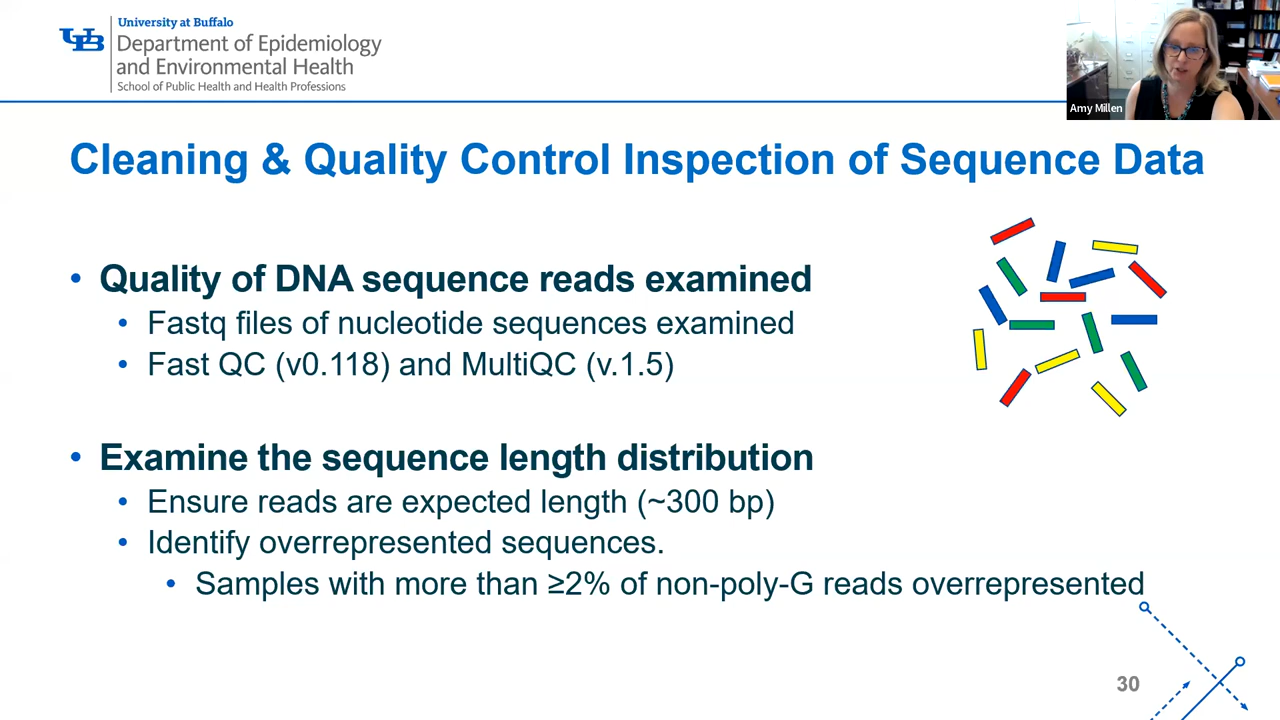 University at Buffalo
Department of Epidemiology
and Environmental Health
School of Public Health and Health Professions
Amy Millen
Cleaning & Quality Control Inspection of Sequence Data
• Quality of DNA sequence reads examined
• Fastq files of nucleotide sequences examined
• Fast QC (v0.118) and MultiQC (v.1.5)
• Examine the sequence length distribution
• Ensure reads are expected length (~300 bp)
• Identify overrepresented sequences.
• Samples with more than ≥2% of non-poly-G reads overrepresented
30